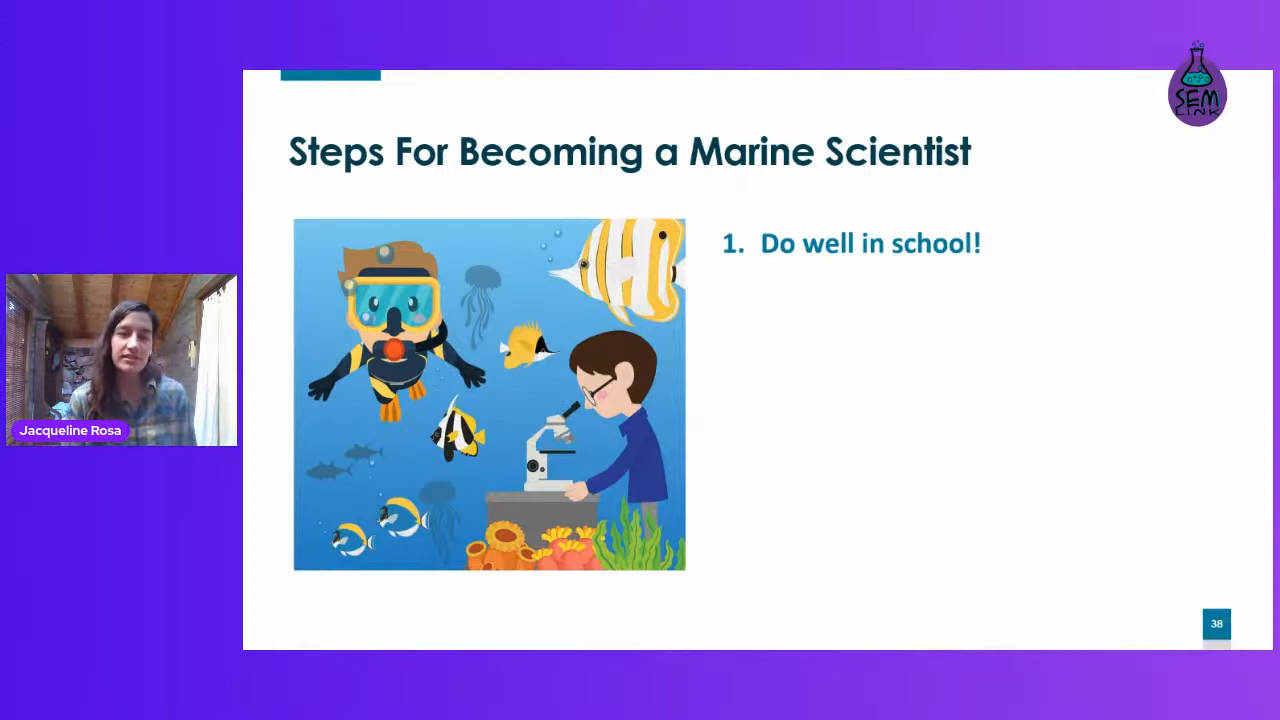 SEM
LINK
Steps For Becoming a Marine Scientist
1. Do well in school!
Jacqueline Rosa
38